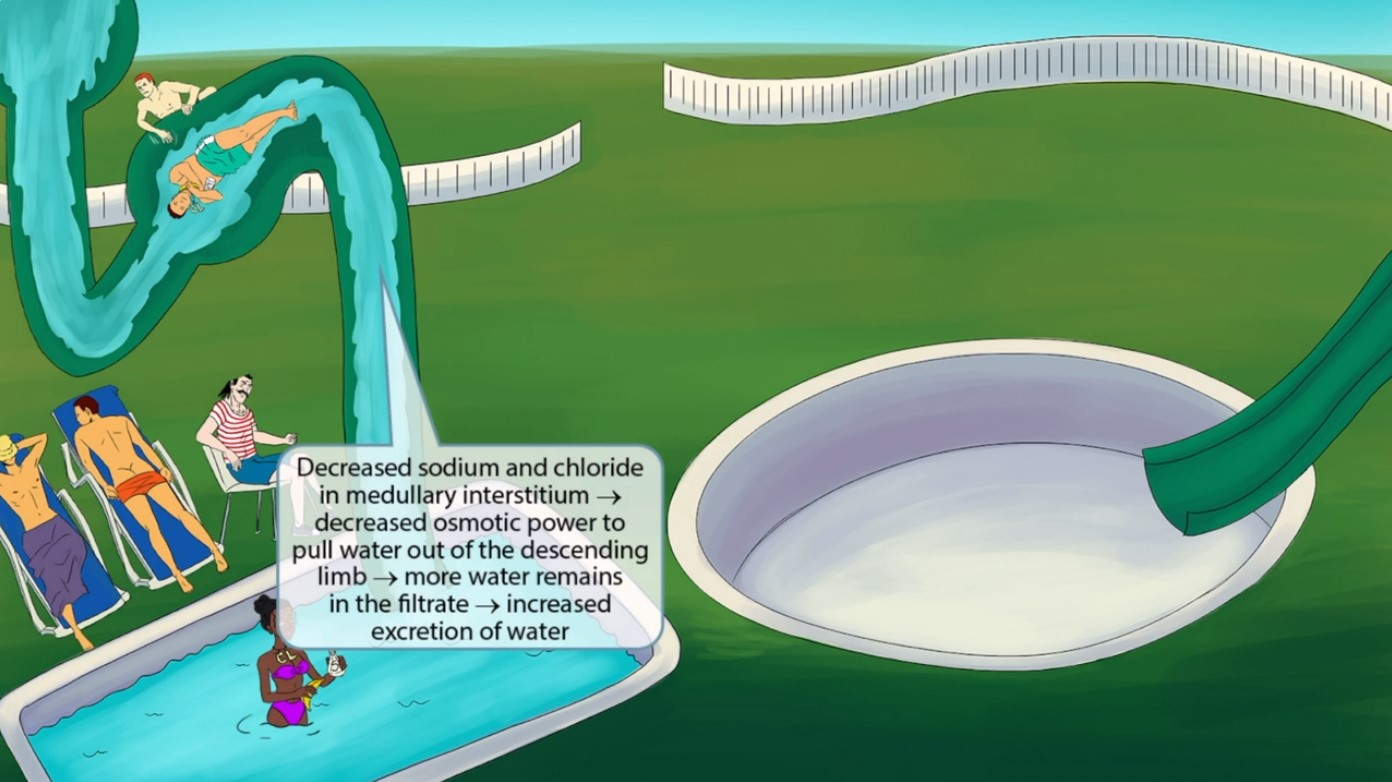 Decreased sodium and chloride
in medullary interstitium →
decreased osmotic power to
pull water out of the descending
limb → more water remains
in the filtrate → increased
excretion of water
CL